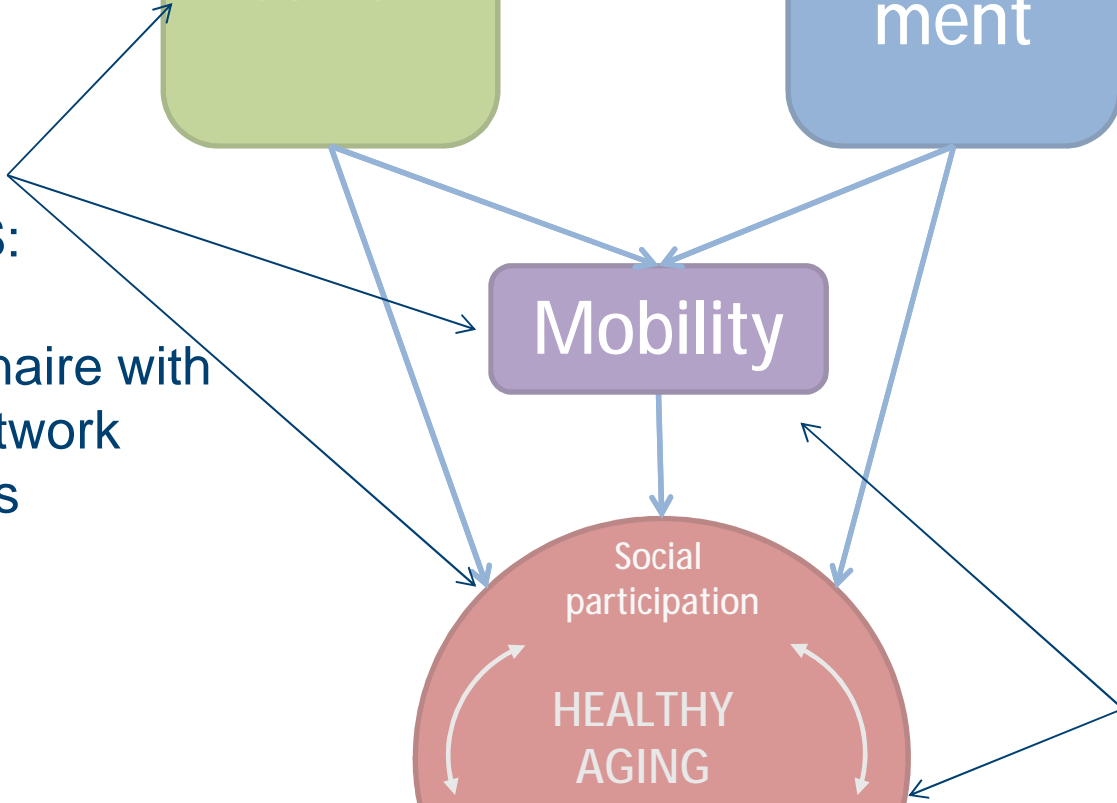 ment
s:
naire with
twork
s
Mobility
Social
participation
HEALTHY
AGING